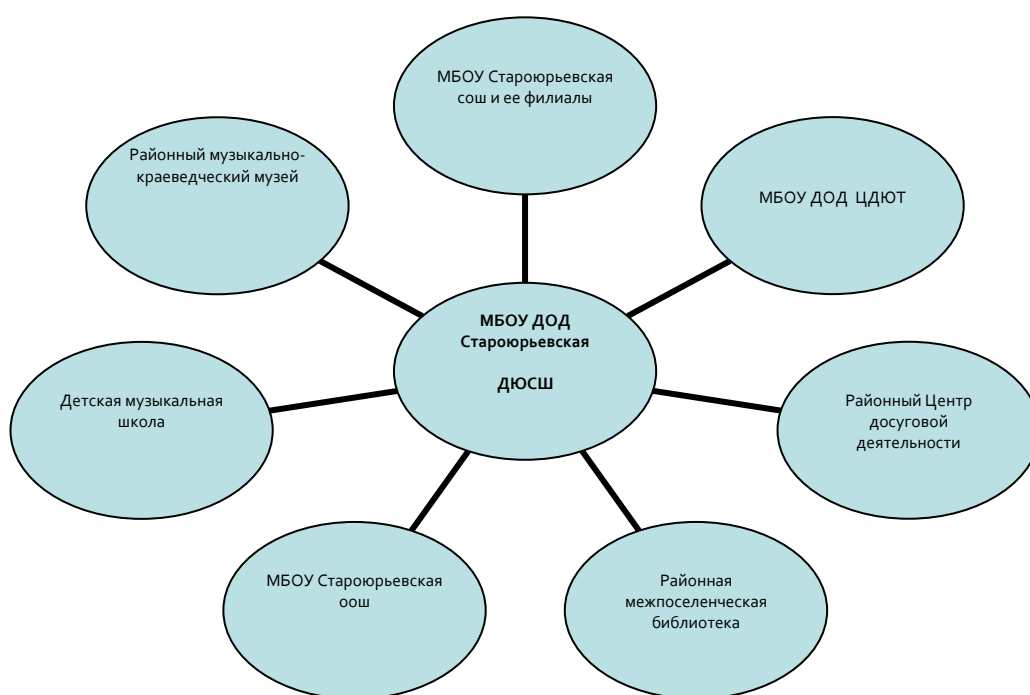 МБОУ Староюрьевская
сош и ее филиалы
Районный музыкально-
краеведческий музей
МБОУ ДОД ЦДЮТ
МБОУ ДОД
Староюрьевская
ДЮСШ
Детская музыкальная
школа
Районный Центр
досуговой
деятельности
МБОУ Староюрьевская
оош
Районная
межпоселенческая
библиотека